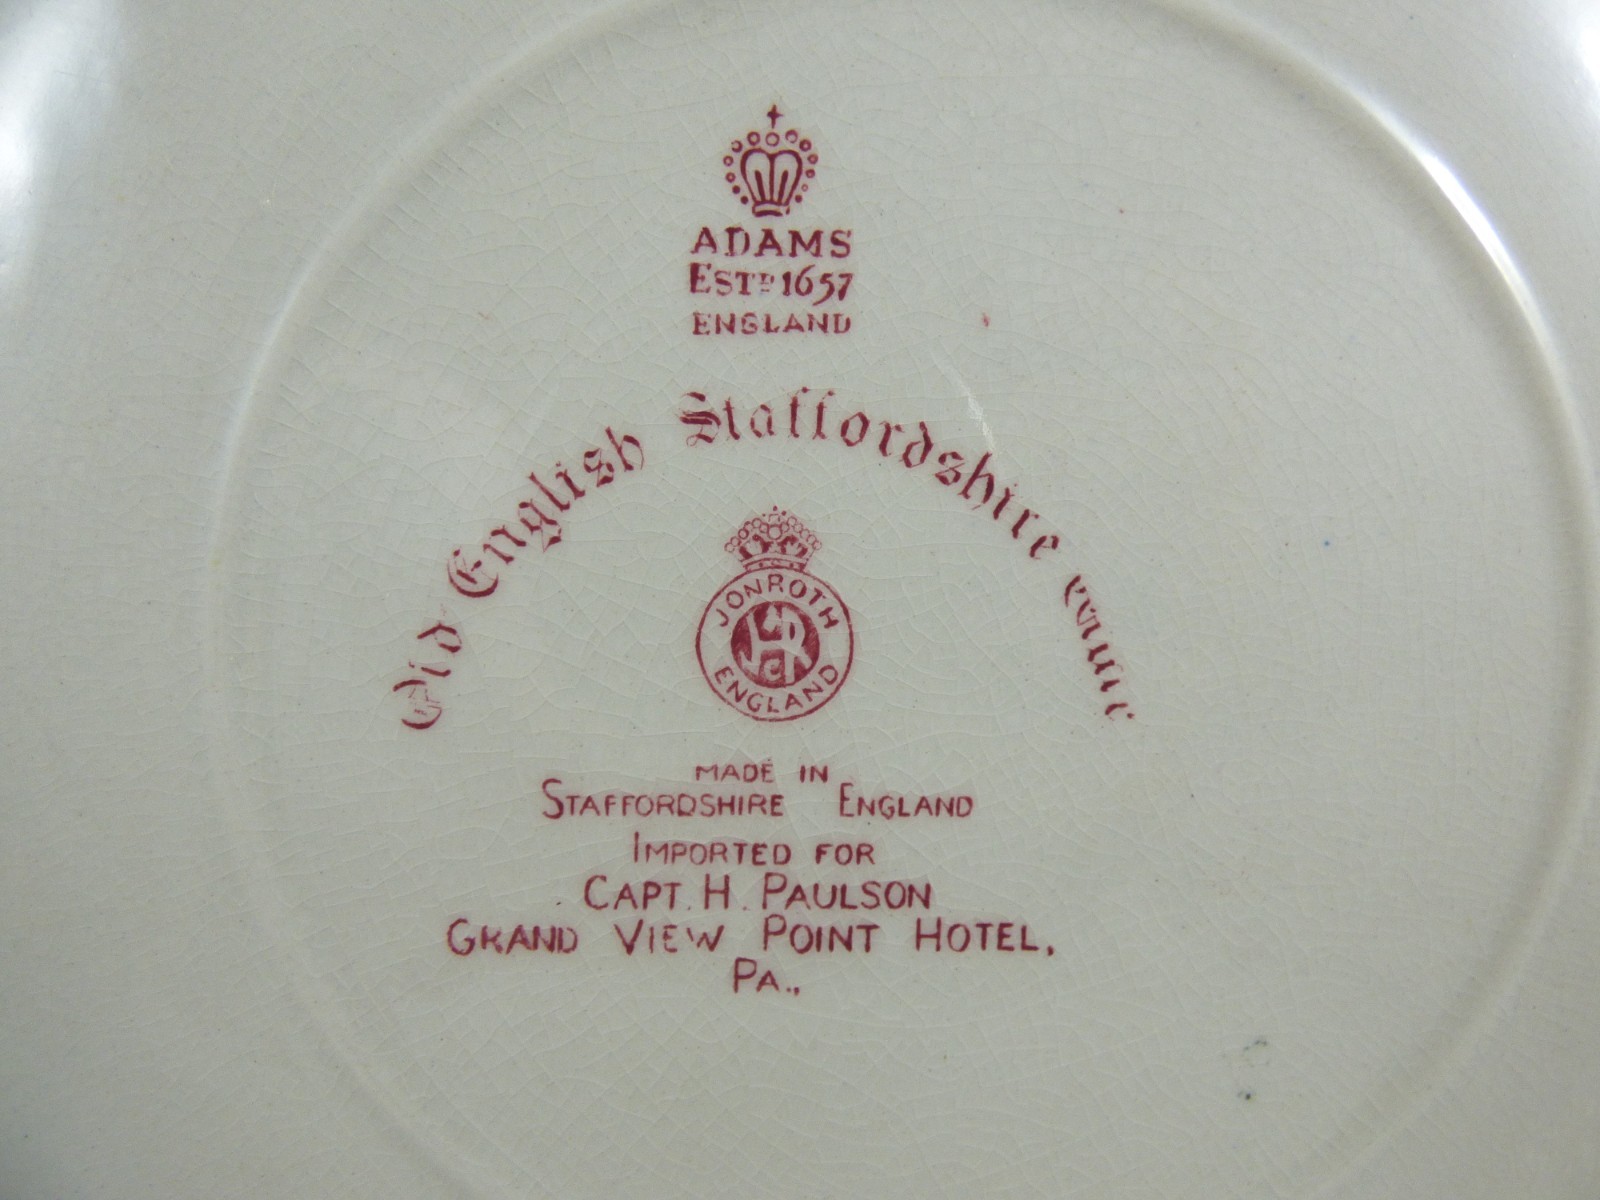 ADAMS
ESTD 1657
ENGLAND
Old English Staffordshire
JONROTH
ENGLAND
MADE IN
STAFFORDSHIRE ENGLAND
IMPORTED FOR
CAPT. H. PAULSON
GRAND VIEW POINT HOTEL,
PA.,